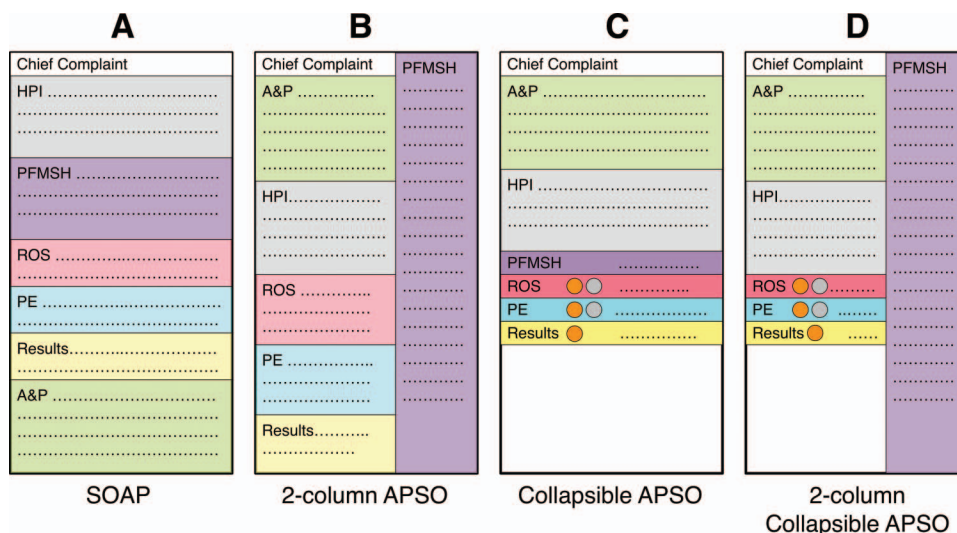 A
Chief Complaint
HPI ........................
PFMSH ....................
ROS ......................
PE ........................
Results........................
A&P ........................
SOAP
B
Chief Complaint
A&P .............
HPI..............
ROS ............
PE ...............
Results...........
PFMSH
2-column APSO
C
Chief Complaint
A&P ........................
HPI ........................
PFMSH ................
ROS ..............
PE ................
Results ...............
Collapsible APSO
D
Chief Complaint
A&P .............
HPI..............
ROS .........
PE ........
Results ......
PFMSH
2-column
Collapsible APSO